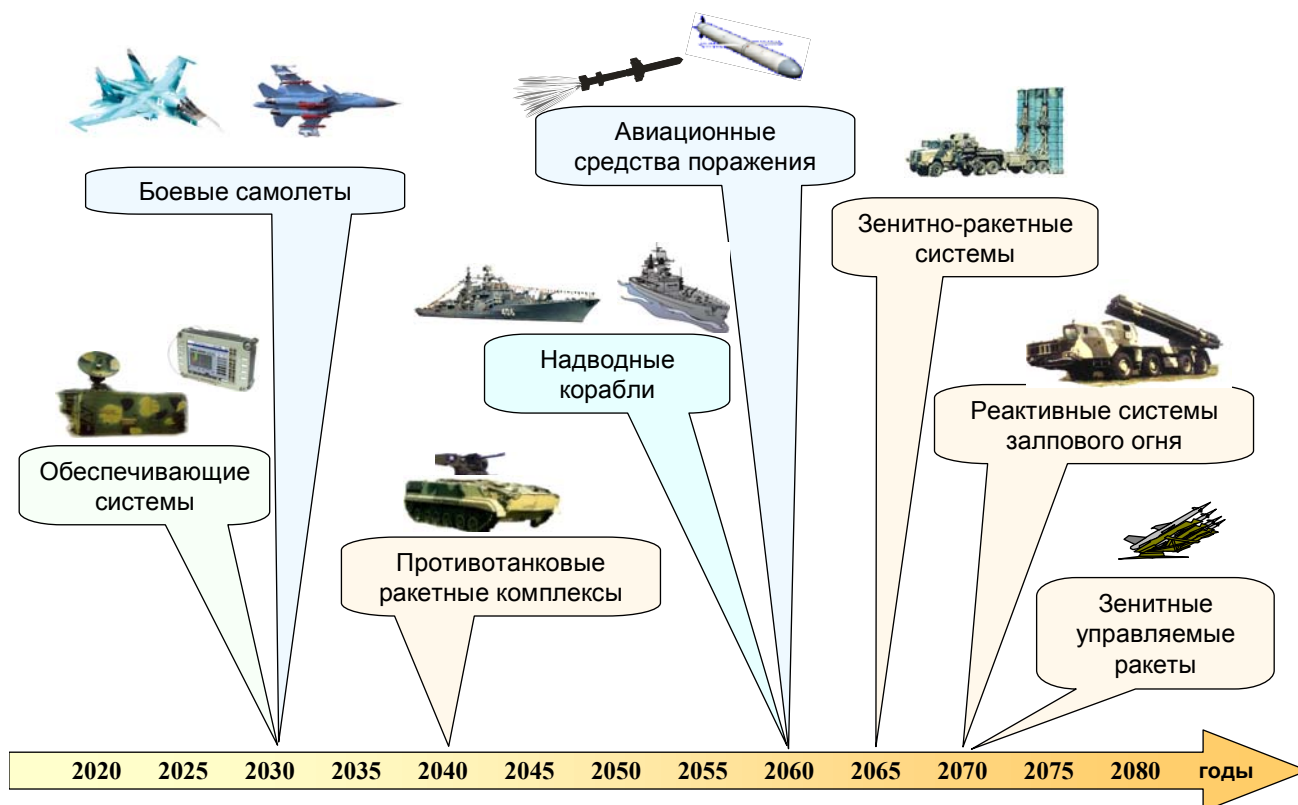 Авиационные
средства поражения
Боевые самолеты
Зенитно-ракетные
системы
Надводные
корабли
Реактивные системы
залпового огня
Обеспечивающие
системы
Противотанковые
ракетные комплексы
Зенитные
управляемые
ракеты
2020 2025 2030 2035 2040 2045 2050 2055 2060 2065 2070 2075 2080 годы